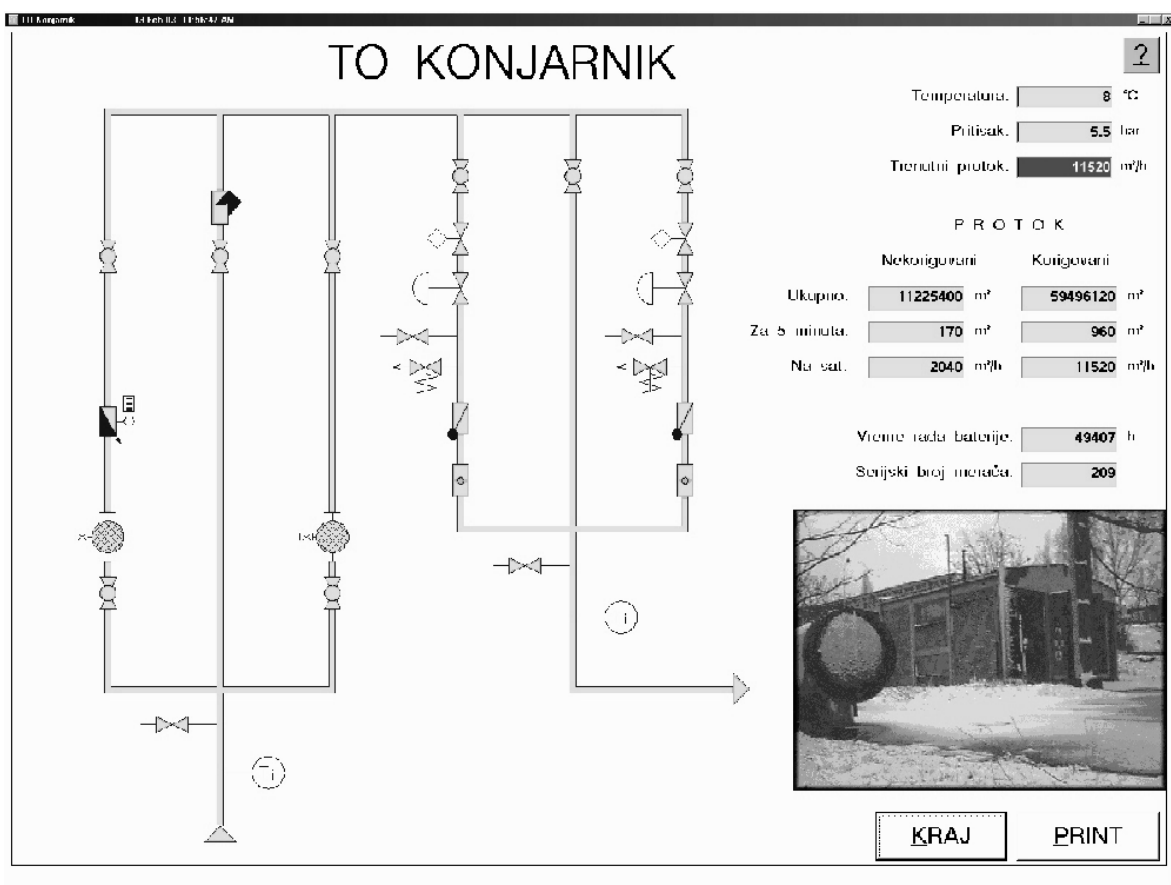 TO Konjarnik
TO KONJARNIK
?
Temperatura: 8 °C
Pritisak: 5.5 bar
Trenutni protok: 11520 m³/h
PROTOK
Nekorigovani Korigovani
Ukupno: 11225400 m³ 59496120 m³
Za 5 minuta: 170 m³ 960 m³
Na sat: 2040 m³/h 11520 m³/h
Vreme rada baterije: 49407 h
Serijski broj merača: 209
KRAJ PRINT